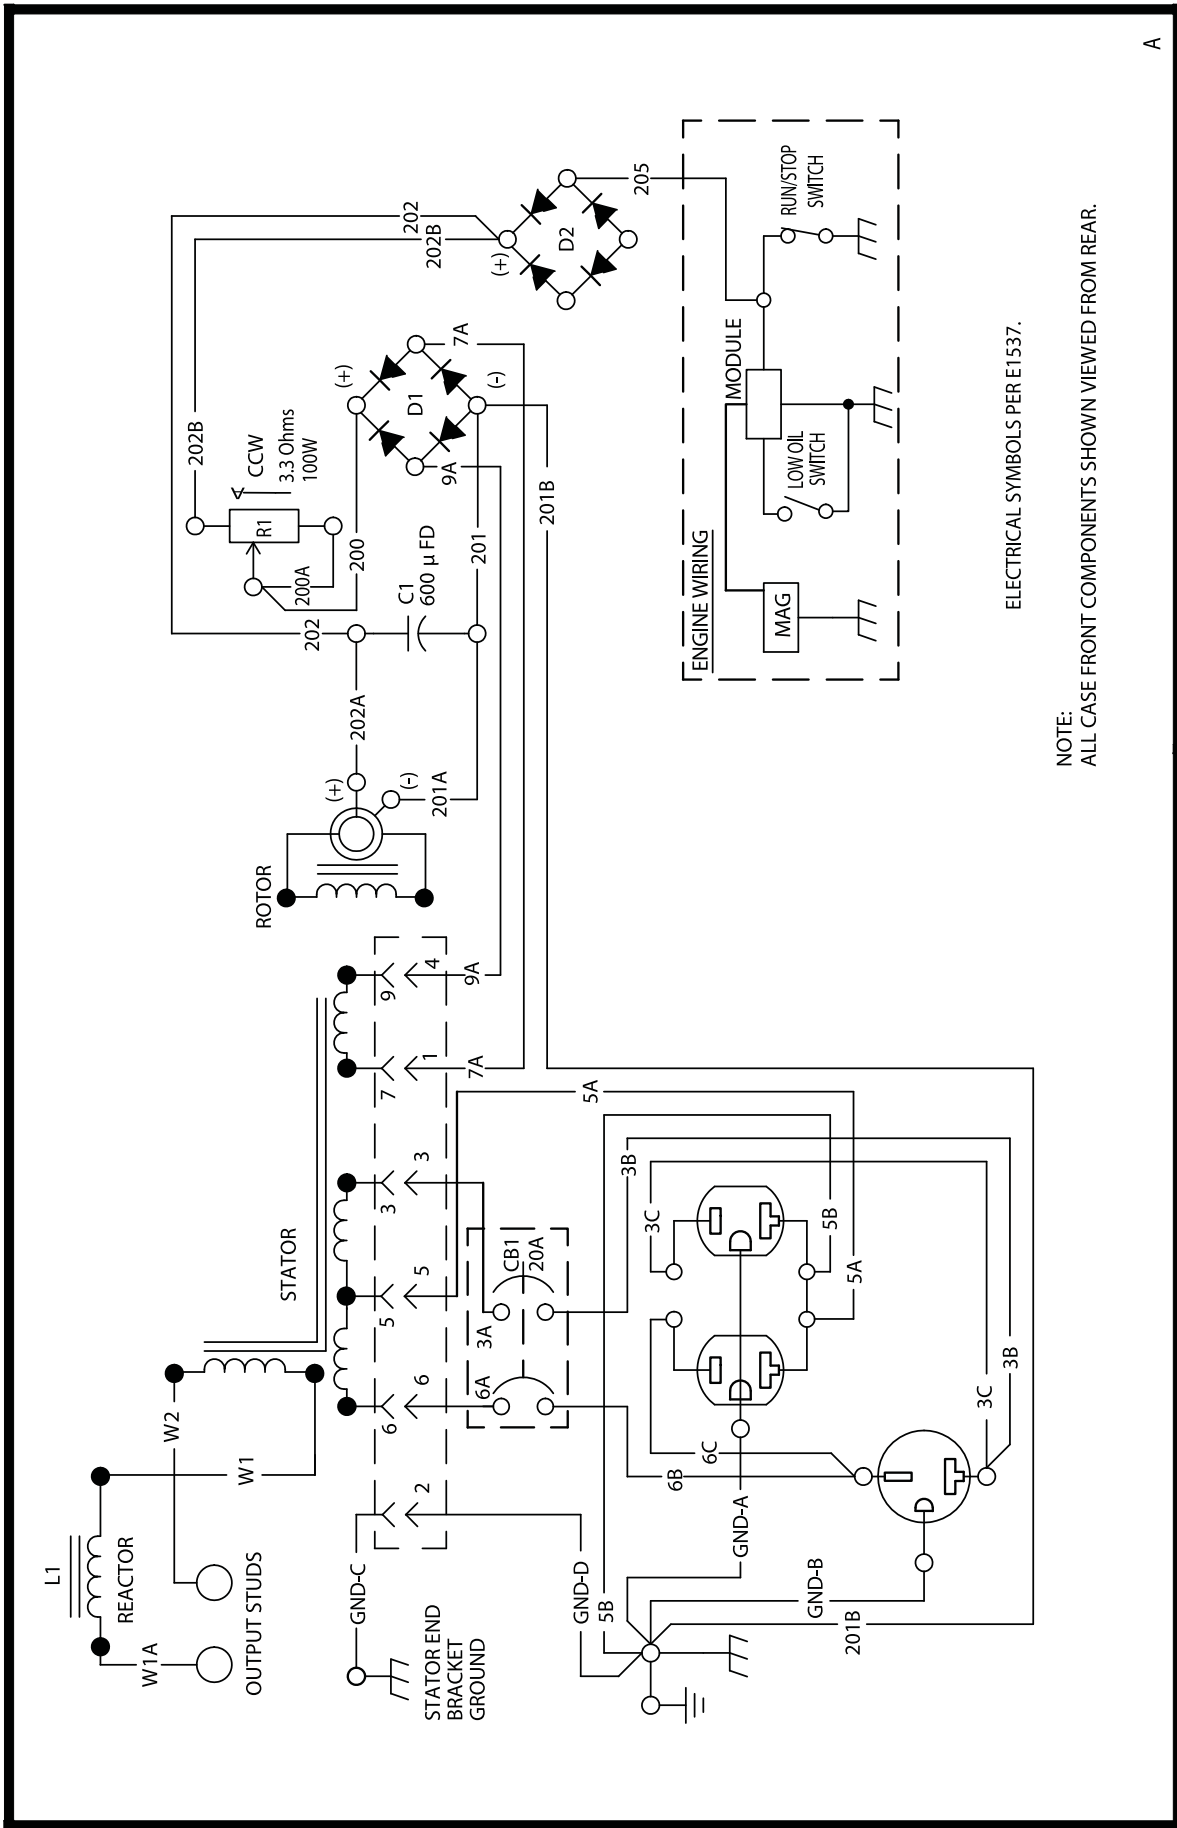 L1
REACTOR
W1A
OUTPUT STUDS
W2
W1
GND-C
STATOR END
BRACKET
GROUND
STATOR
6
5
3
7
9
2
6
5
3
1
4
7A
9A
6A
3A
CB1
20A
ROTOR
(+)
(-)
202A
201A
202
C1
600 µ FD
201
200A
200
R1
CCW
3.3 Ohms
100W
202B
9A
D1
(+)
(-)
7A
201B
202
202B
(+)
D2
205
ENGINE WIRING
MODULE
MAG
LOW OIL
SWITCH
RUN/STOP
SWITCH
GND-D
5B
6B
6C
GND-A
GND-B
201B
5A
3B
3C
5B
5A
3C
3B
ELECTRICAL SYMBOLS PER E1537.
NOTE:
ALL CASE FRONT COMPONENTS SHOWN VIEWED FROM REAR.
A